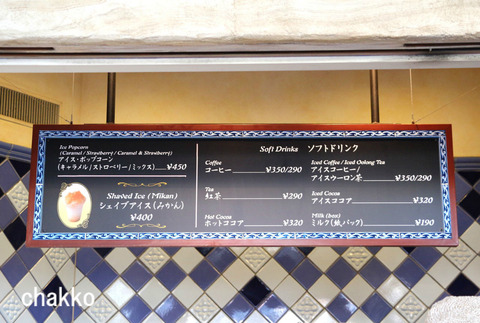 Ice Popcorn
(Caramel / Strawberry / Caramel & Strawberry)
アイス・ポップコーン
(キャラメル/ストロベリー/ミックス) ¥450
Shaved Ice (Mikan)
シェイブアイス(みかん)
¥400
Soft Drinks ソフトドリンク
Coffee
コーヒー ¥350/290
Tea
紅茶 ¥290
Hot Cocoa
ホットココア ¥320
Iced Coffee / Iced Oolong Tea
アイスコーヒー/
アイスウーロン茶 ¥350/290
Iced Cocoa
アイスココア ¥320
Milk (box)
ミルク(紙パック) ¥190
chakko